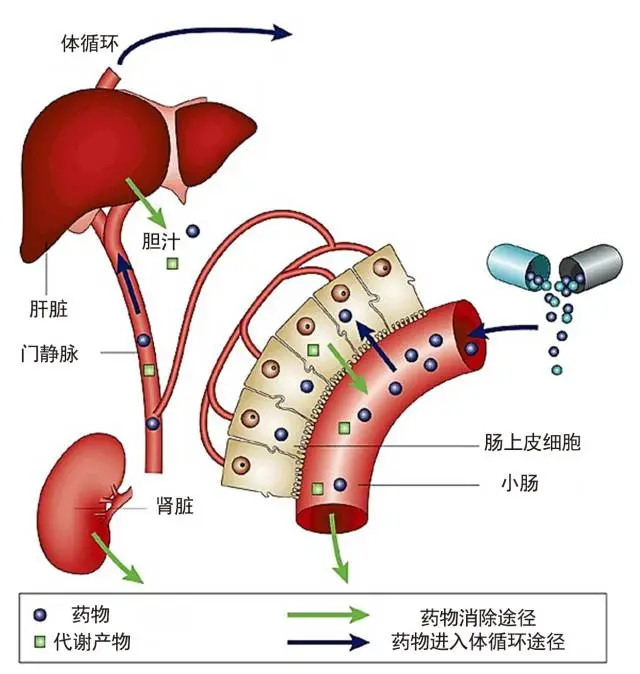 体循环
胆汁
肝脏
门静脉
肠上皮细胞
小肠
肾脏
药物
药物消除途径
代谢产物
药物进入体循环途径